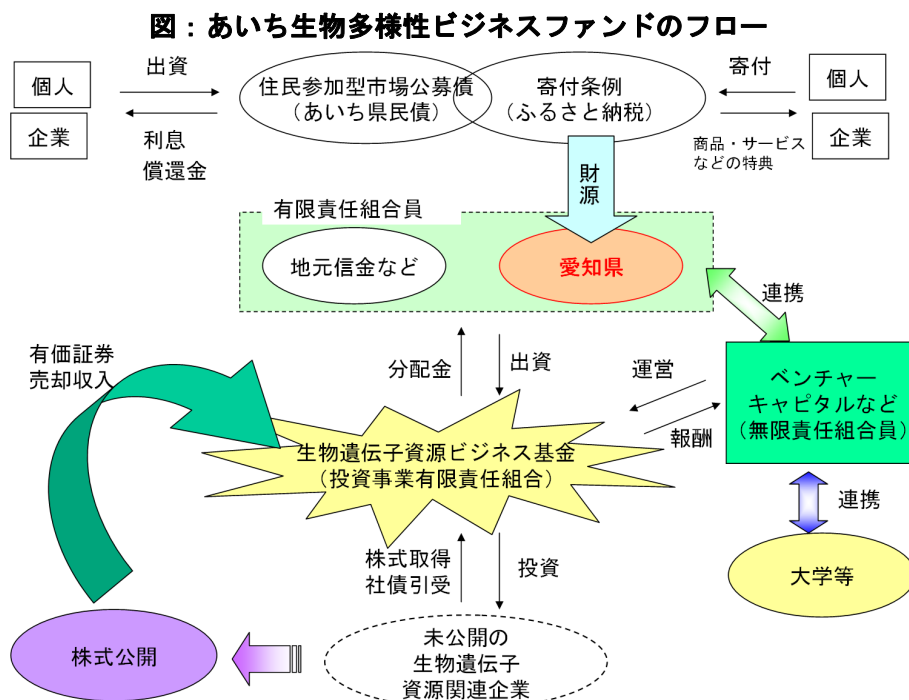 図：あいち生物多様性ビジネスファンドのフロー
個人
企業
出資
利息
償還金
住民参加型市場公募債
（あいち県民債）
寄付条例
（ふるさと納税）
寄付
商品・サービス
などの特典
個人
企業
財源
有限責任組合員
地元信金など
愛知県
連携
有価証券
売却収入
分配金
出資
運営
報酬
ベンチャー
キャピタルなど
（無限責任組合員）
生物遺伝子資源ビジネス基金
（投資事業有限責任組合）
連携
大学等
株式取得
社債引受
投資
株式公開
未公開の
生物遺伝子
資源関連企業